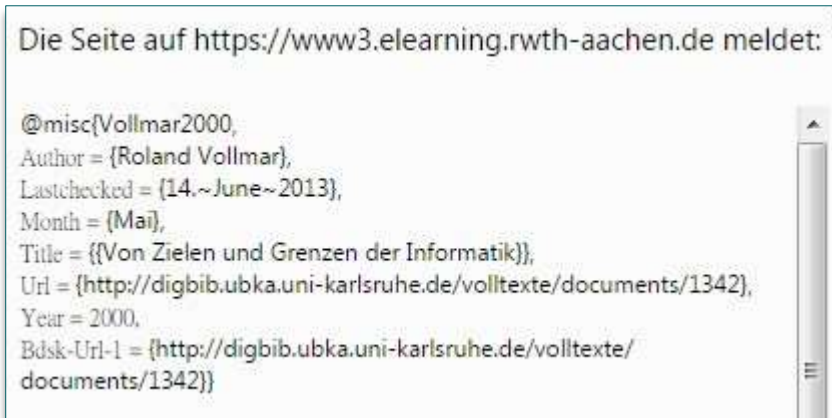 Die Seite auf https://www3.elearning.rwth-aachen.de meldet:
@misc{Vollmar2000,
Author = {Roland Vollmar},
Lastchecked = {14.~June~2013},
Month = {Mai},
Title = {{Von Zielen und Grenzen der Informatik}},
Url = {http://digbib.ubka.uni-karlsruhe.de/volltexte/documents/1342},
Year = 2000,
Bdsk-Url-1 = {http://digbib.ubka.uni-karlsruhe.de/volltexte/
documents/1342}}